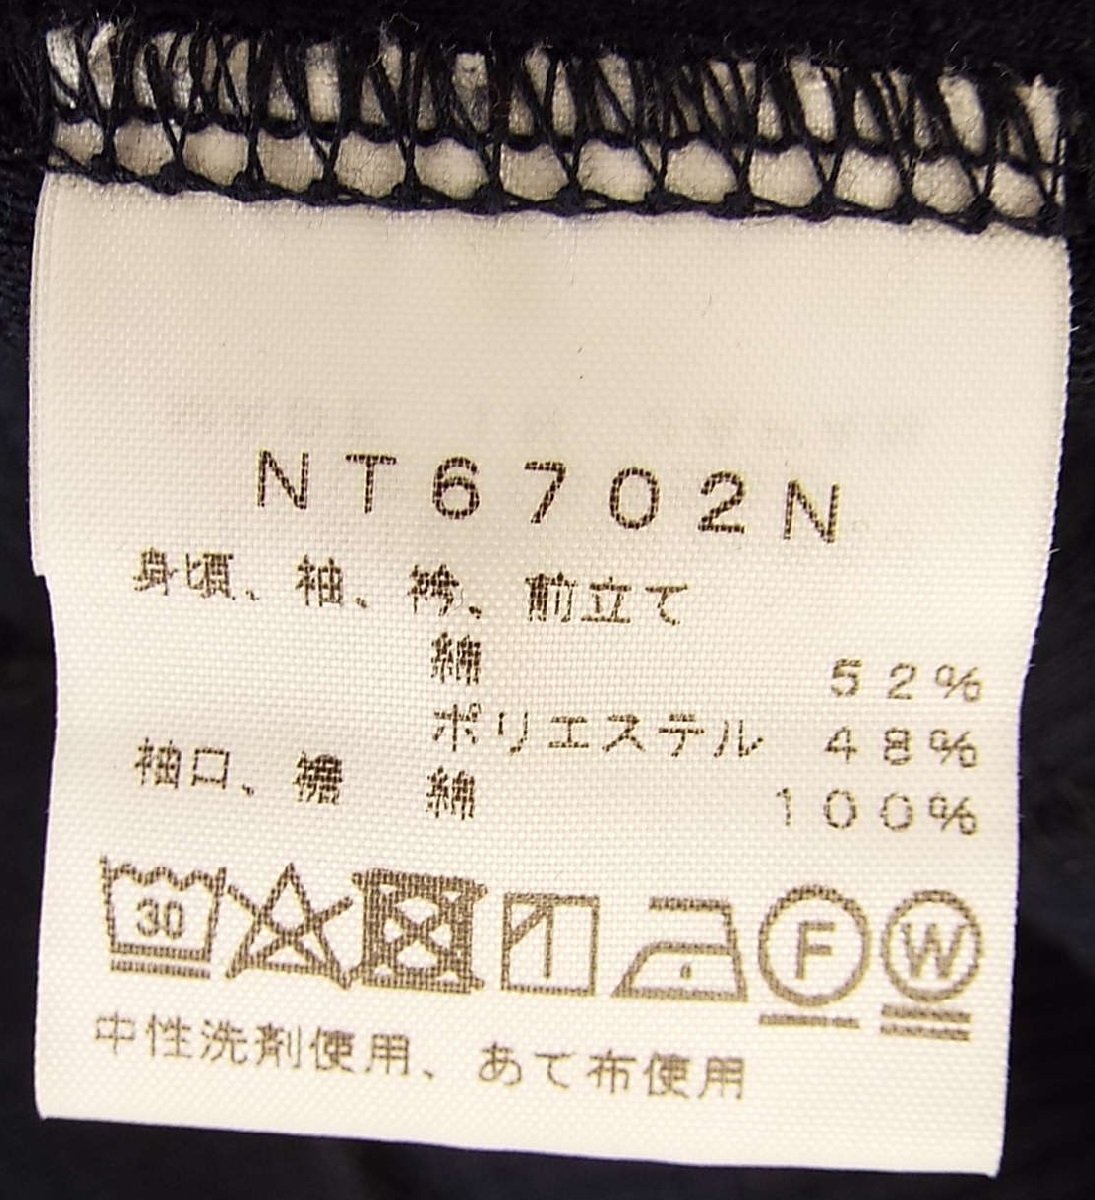 NT6702N
身頃、袖、衿、前立て
綿 52%
ポリエステル 48%
袖口、裾 綿 100%
30 F W
中性洗剤使用、あて布使用